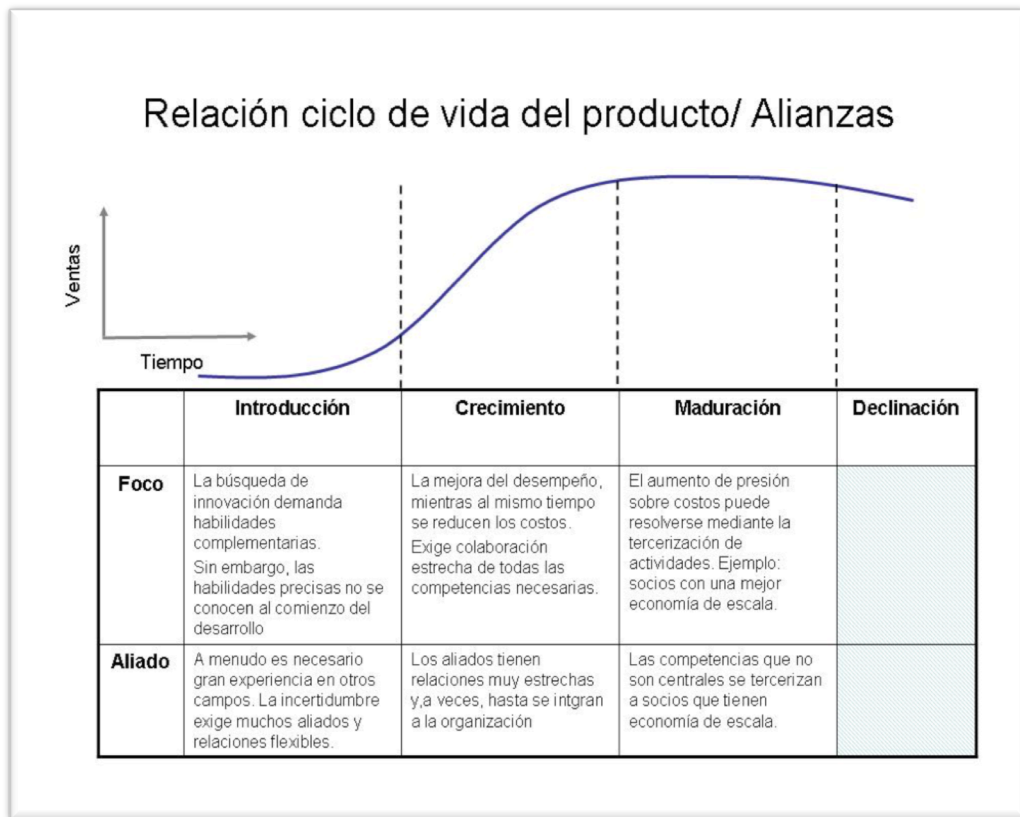 Relación ciclo de vida del producto/ Alianzas
Ventas
Tiempo
Introducción
Crecimiento
Maduración
Declinación
Foco
La búsqueda de
innovación demanda
habilidades
complementarias.
Sin embargo, las
habilidades precisas no se
conocen al comienzo del
desarrollo
La mejora del desempeño,
mientras al mismo tiempo
se reducen los costos.
Exige colaboración
estrecha de todas las
competencias necesarias.
El aumento de presión
sobre costos puede
resolverse mediante la
tercerización de
actividades. Ejemplo:
socios con una mejor
economía de escala.
Aliado
A menudo es necesario
gran experiencia en otros
campos. La incertidumbre
exige muchos aliados y
relaciones flexibles.
Los aliados tienen
relaciones muy estrechas
y,a veces, hasta se intgran
a la organización
Las competencias que no
son centrales se tercerizan
a socios que tienen
economía de escala.